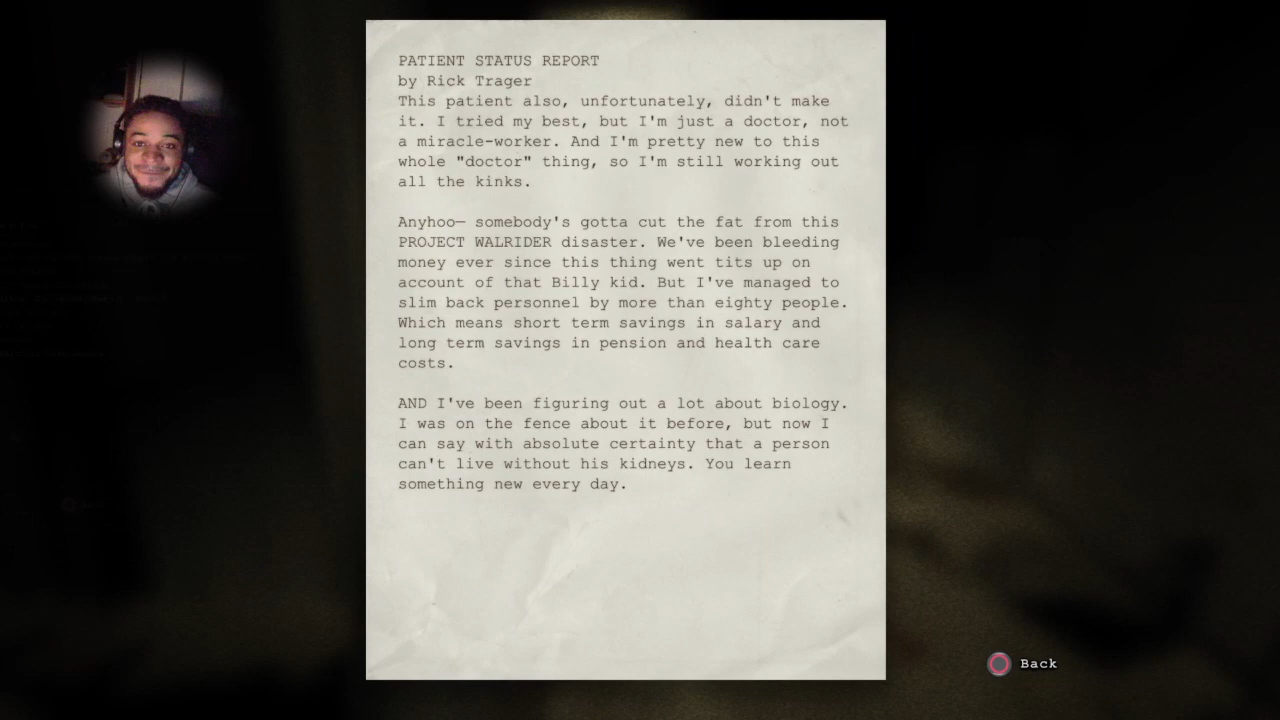 PATIENT STATUS REPORT
by Rick Trager
This patient also, unfortunately, didn't make
it. I tried my best, but I'm just a doctor, not
a miracle-worker. And I'm pretty new to this
whole "doctor" thing, so I'm still working out
all the kinks.
Anyhoo— somebody's gotta cut the fat from this
PROJECT WALRIDER disaster. We've been bleeding
money ever since this thing went tits up on
account of that Billy kid. But I've managed to
slim back personnel by more than eighty people.
Which means short term savings in salary and
long term savings in pension and health care
costs.
AND I've been figuring out a lot about biology.
I was on the fence about it before, but now I
can say with absolute certainty that a person
can't live without his kidneys. You learn
something new every day.
Back